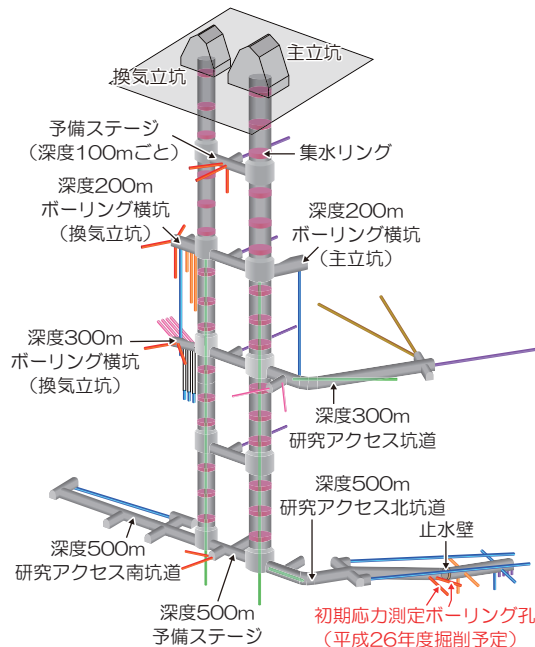 主立坑
換気立坑
予備ステージ
(深度100mごと)
集水リング
深度200m
ボーリング横坑
(換気立坑)
深度200m
ボーリング横坑
(主立坑)
深度300m
ボーリング横坑
(換気立坑)
深度300m
研究アクセス坑道
深度500m
研究アクセス北坑道
止水壁
深度500m
研究アクセス南坑道
深度500m
予備ステージ
初期応力測定ボーリング孔
(平成26年度掘削予定)